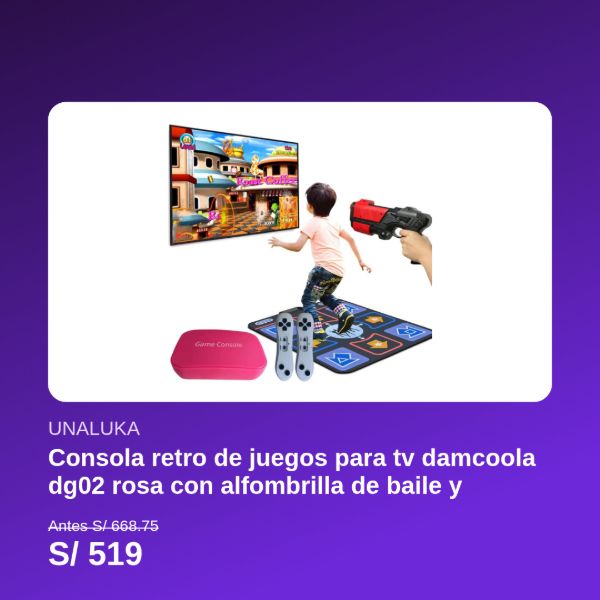 Game Console
UNALUKA
Consola retro de juegos para tv damcoola
dg02 rosa con alfombrilla de baile y
Antes S/ 668.75
S/ 519